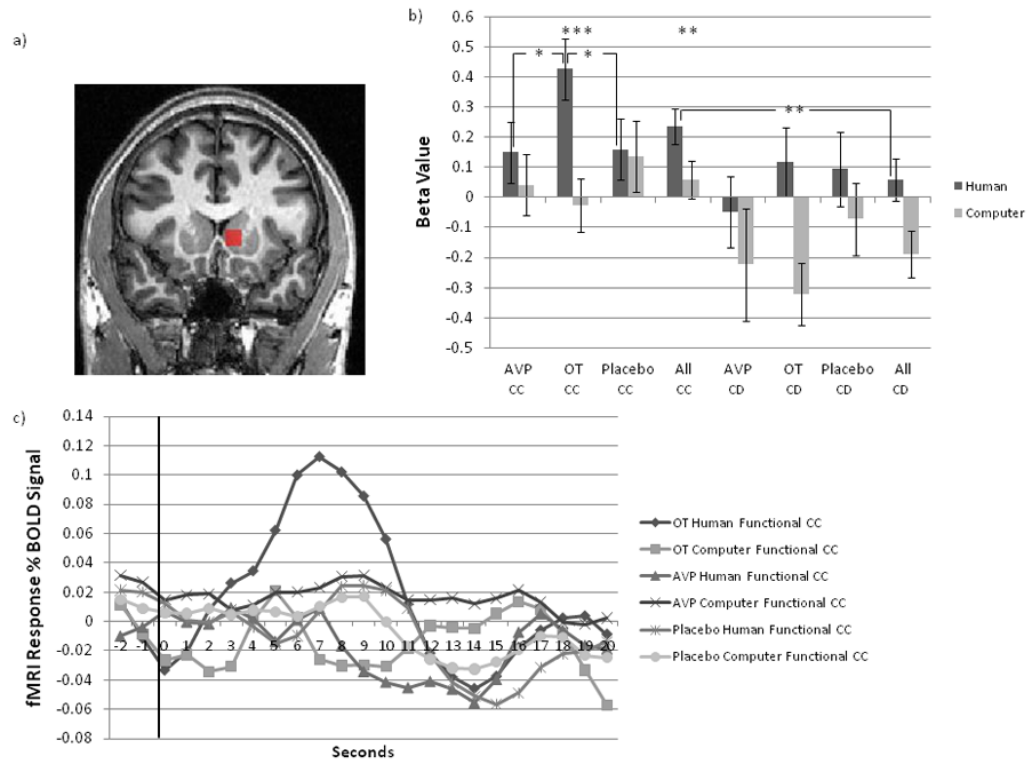 a)
b)
0.6
0.5
0.4
0.3
0.2
0.1
0
-0.1
-0.2
-0.3
-0.4
-0.5
Beta Value
*
***
*
**
**
Human
Computer
AVP OT Placebo All AVP OT Placebo All
CC CC CC CC CD CD CD CD
c)
0.14
0.12
0.1
0.08
0.06
0.04
0.02
0
-0.02
-0.04
-0.06
-0.08
fMRI Response % BOLD Signal
-2 -1 0 1 2 3 4 5 6 7 8 9 10 11 12 13 14 15 16 17 18 19 20
Seconds
OT Human Functional CC
OT Computer Functional CC
AVP Human Functional CC
AVP Computer Functional CC
Placebo Human Functional CC
Placebo Computer Functional CC